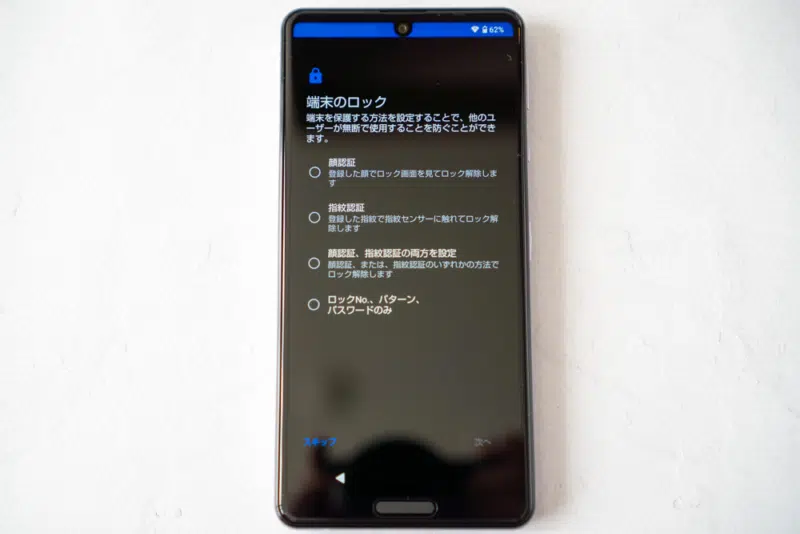 62%
端末のロック
端末を保護する方法を設定することで、他のユ
ーザーが無断で使用することを防ぐことができ
ます。
顔認証
登録した顔でロック画面を見てロック解除しま
す
指紋認証
登録した指紋で指紋センサーに触れてロック解
除します
顔認証、指紋認証の両方を設定
顔認証、または、指紋認証のいずれかの方法で
ロック解除します
ロックNo.、パターン、
パスワードのみ
スキップ
次へ